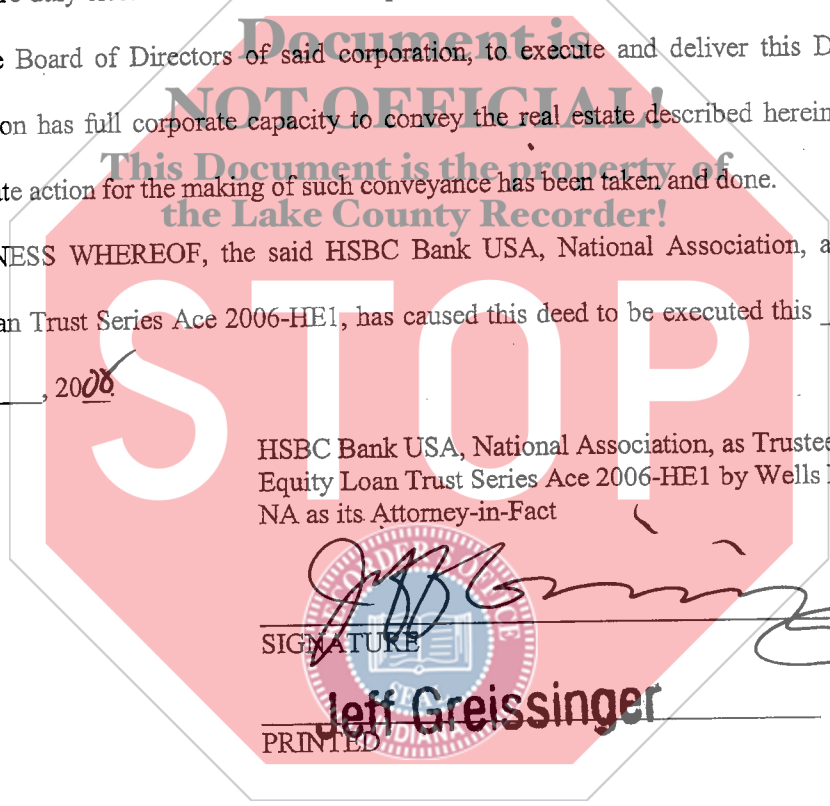 Document is
e Board of Directors of said corporation, to execute and deliver this D
NOT OFFICIAL!
on has full corporate capacity to convey the real estate described herein
This Document is the property of
te action for the making of such conveyance has been taken and done.
the Lake County Recorder!
NESS WHEREOF, the said HSBC Bank USA, National Association, a
an Trust Series Ace 2006-HE1, has caused this deed to be executed this _
____, 2008
STOP
HSBC Bank USA, National Association, as Trustee
Equity Loan Trust Series Ace 2006-HE1 by Wells
NA as its Attorney-in-Fact
RECORDERS OFFICE
SIGNATURE
SEAL
Jeff Greissinger
INDIANA
PRINTED